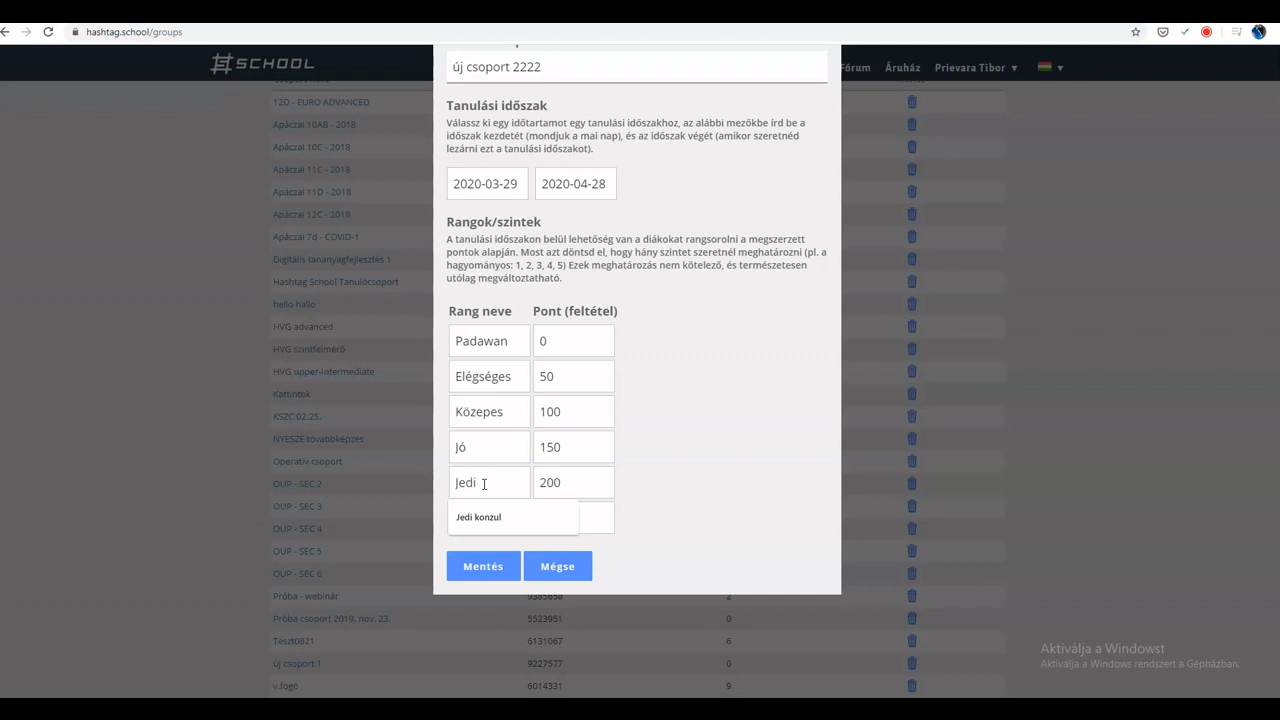 hashtag.school/groups
#SCHOOL
Fórum Áruház Prievara Tibor
új csoport 2222
Tanulási időszak
Válassz ki egy időtartamot egy tanulási időszakhoz, az alábbi mezőkbe írd be a
időszak kezdetét (mondjuk a mai nap), és az időszak végét (amikor szeretnéd
lezárni ezt a tanulási időszakot).
2020-03-29 2020-04-28
Rangok/szintek
A tanulási időszakon belül lehetőség van a diákokat rangsorolni a megszerzett
pontok alapján. Most azt döntsd el, hogy hány szintet szeretnél meghatározni (pl. a
hagyományos: 1, 2, 3, 4, 5) Ezek meghatározás nem kötelező, és természetesen
utólag megváltoztatható.
Rang neve Pont (feltétel)
Padawan 0
Elégséges 50
Közepes 100
Jó 150
Jedi 200
Jedi konzul
Mentés Mégse
12D - EURO ADVANCED
Apáczai 10AB - 2018
Apáczai 10C - 2018
Apáczai 11C - 2018
Apáczai 11D - 2018
Apáczai 12C - 2018
Apáczai 7d - COVID-1
Digitális tananyagfejlesztés 1
Hashtag School Tanulócsoport
hello hallo
HVG advanced
HVG szintfelmérő
HVG upper-intermediate
Kattintok
KSZC 02.25.
NYESZE továbbképzés
Operatív csoport
OUP - SEC 2
OUP - SEC 3
OUP - SEC 4
OUP - SEC 5
OUP - SEC 6
Próba - webinár 9385658 2
Próba csoport 2019. nov. 23. 5523951 0
Teszt0821 6131067 6
új csoport 1 9227577 0
v.fogó 6014331 9
Aktiválja a Windowst
Aktiválja a Windows rendszert a Gépházban.